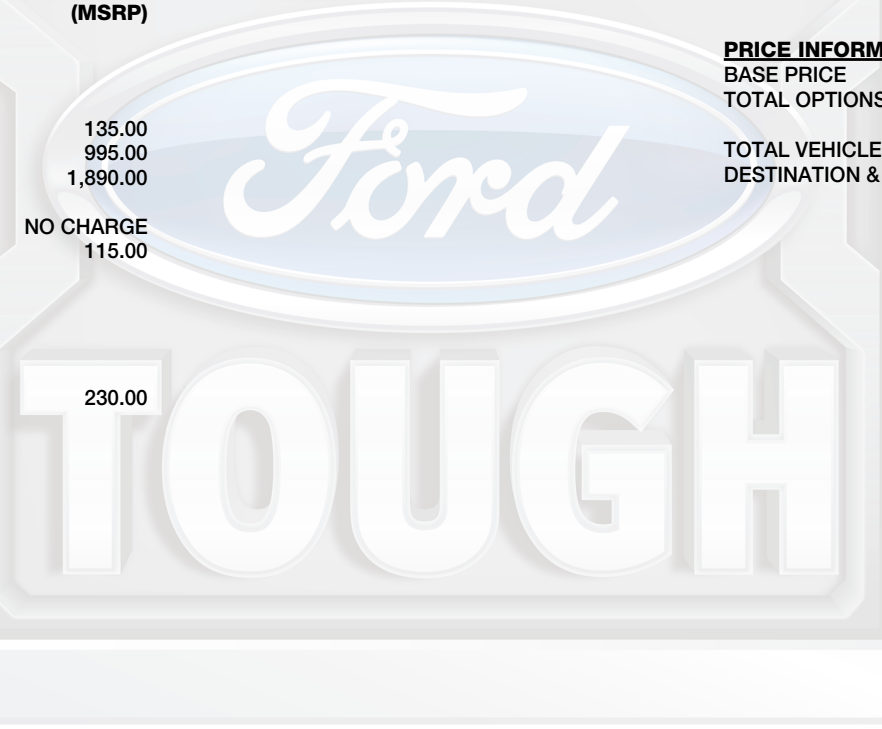 (MSRP)
135.00
995.00
1,890.00
NO CHARGE
115.00
230.00
PRICE INFORM
BASE PRICE
TOTAL OPTIONS
TOTAL VEHICLE
DESTINATION &
Ford
TOUGH